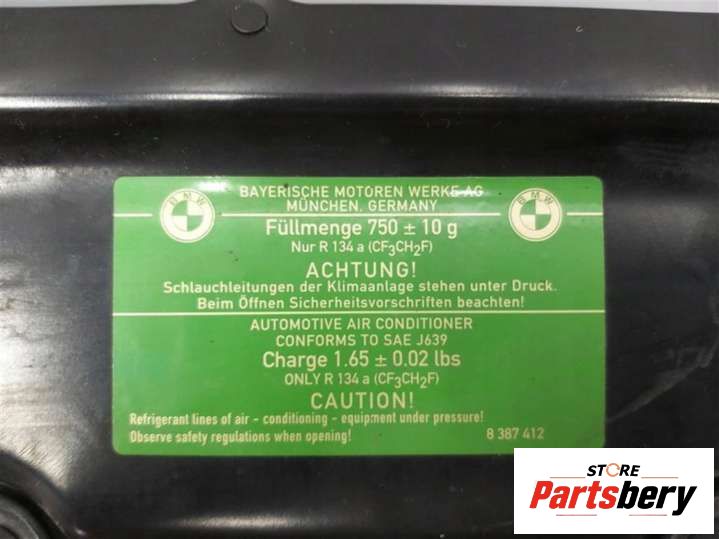 BMW
BMW
BAYERISCHE MOTOREN WERKE AG
MÜNCHEN, GERMANY
Füllmenge 750 ± 10 g
Nur R 134 a (CF₃CH₂F)
ACHTUNG!
Schlauchleitungen der Klimaanlage stehen unter Druck.
Beim Öffnen Sicherheitsvorschriften beachten!
AUTOMOTIVE AIR CONDITIONER
CONFORMS TO SAE J639
Charge 1.65 ± 0.02 lbs
ONLY R 134 a (CF₃CH₂F)
CAUTION!
Refrigerant lines of air - conditioning - equipment under pressure!
Observe safety regulations when opening!
8 387 412
STORE
Partsbery